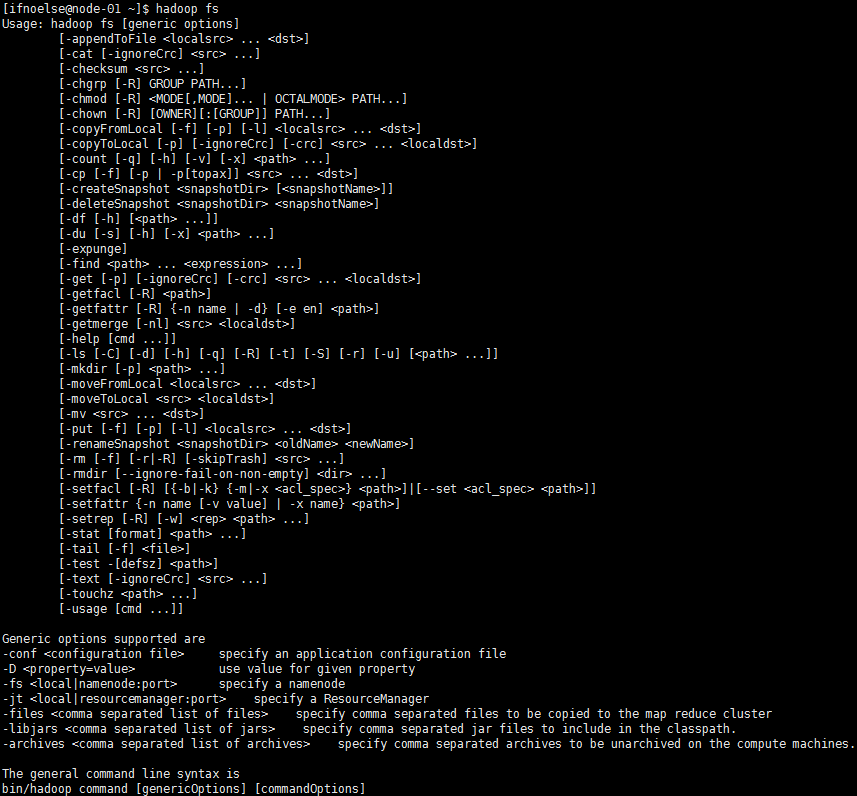 [ifnoelse@node-01 ~]$ hadoop fs
Usage: hadoop fs [generic options]
        [-appendToFile <localsrc> ... <dst>]
        [-cat [-ignoreCrc] <src> ...]
        [-checksum <src> ...]
        [-chgrp [-R] GROUP PATH...]
        [-chmod [-R] <MODE[,MODE]... | OCTALMODE> PATH...]
        [-chown [-R] [OWNER][:[GROUP]] PATH...]
        [-copyFromLocal [-f] [-p] [-l] <localsrc> ... <dst>]
        [-copyToLocal [-p] [-ignoreCrc] [-crc] <src> ... <localdst>]
        [-count [-q] [-h] [-v] [-x] <path> ...]
        [-cp [-f] [-p | -p[topax]] <src> ... <dst>]
        [-createSnapshot <snapshotDir> [<snapshotName>]]
        [-deleteSnapshot <snapshotDir> <snapshotName>]
        [-df [-h] [<path> ...]]
        [-du [-s] [-h] [-x] <path> ...]
        [-expunge]
        [-find <path> ... <expression> ...]
        [-get [-p] [-ignoreCrc] [-crc] <src> ... <localdst>]
        [-getfacl [-R] <path>]
        [-getfattr [-R] {-n name | -d} [-e en] <path>]
        [-getmerge [-nl] <src> <localdst>]
        [-help [cmd ...]]
        [-ls [-C] [-d] [-h] [-q] [-R] [-t] [-S] [-r] [-u] [<path> ...]]
        [-mkdir [-p] <path> ...]
        [-moveFromLocal <localsrc> ... <dst>]
        [-moveToLocal <src> <localdst>]
        [-mv <src> ... <dst>]
        [-put [-f] [-p] [-l] <localsrc> ... <dst>]
        [-renameSnapshot <snapshotDir> <oldName> <newName>]
        [-rm [-f] [-r|-R] [-skipTrash] <src> ...]
        [-rmdir [--ignore-fail-on-non-empty] <dir> ...]
        [-setfacl [-R] [{-b|-k} {-m|-x <acl_spec>} <path>]|[--set <acl_spec> <path>]]
        [-setfattr {-n name [-v value] | -x name} <path>]
        [-setrep [-R] [-w] <rep> <path> ...]
        [-stat [format] <path> ...]
        [-tail [-f] <file>]
        [-test -[defsz] <path>]
        [-text [-ignoreCrc] <src> ...]
        [-touchz <path> ...]
        [-usage [cmd ...]]

Generic options supported are
-conf <configuration file>     specify an application configuration file
-D <property=value>            use value for given property
-fs <local|namenode:port>      specify a namenode
-jt <local|resourcemanager:port>    specify a ResourceManager
-files <comma separated list of files>    specify comma separated files to be copied to the map reduce cluster
-libjars <comma separated list of jars>    specify comma separated jar files to include in the classpath.
-archives <comma separated list of archives>    specify comma separated archives to be unarchived on the compute machines.

The general command line syntax is
bin/hadoop command [genericOptions] [commandOptions]